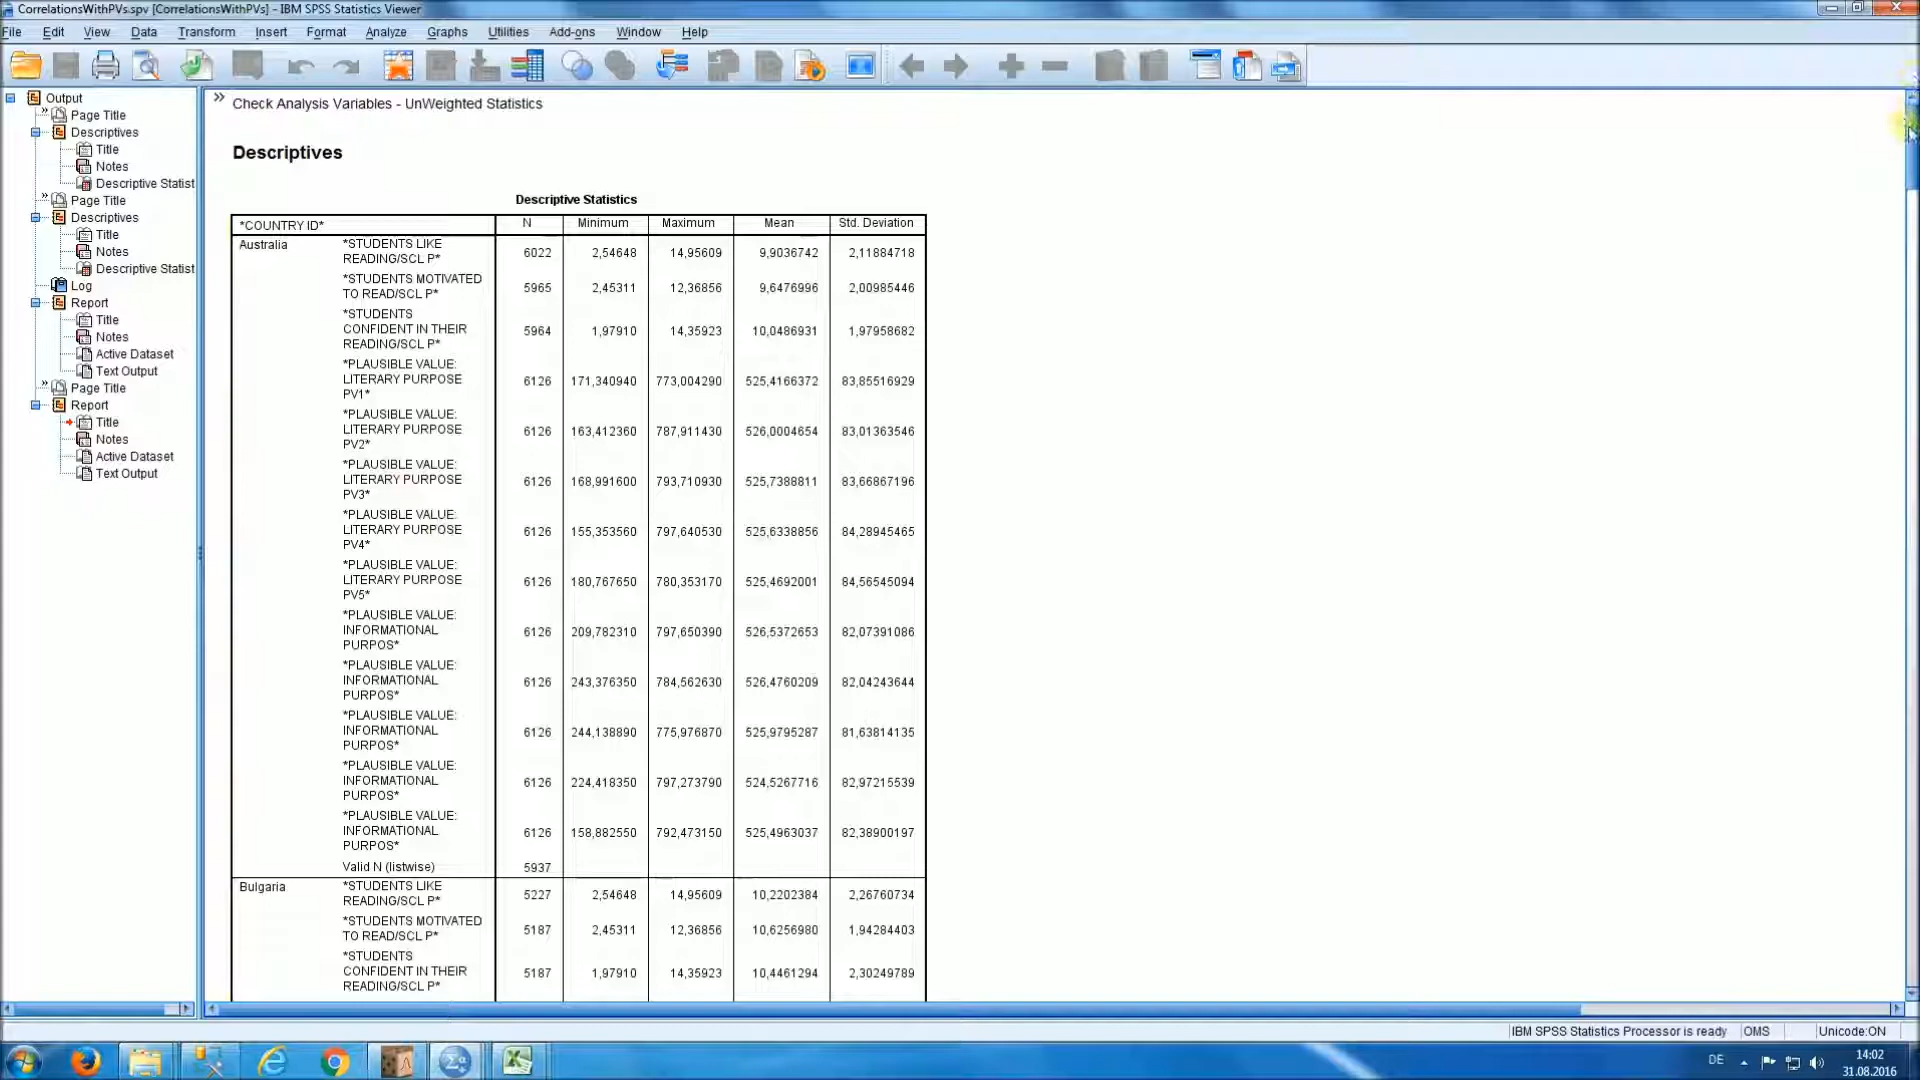 CorrelationsWithPVs.spv [CorrelationsWithPVs] - IBM SPSS Statistics Viewer
File Edit View Data Transform Insert Format Analyze Graphs Utilities Add-ons Window Help
Output
Page Title
Descriptives
Title
Notes
Descriptive Statist
Page Title
Descriptives
Title
Notes
Descriptive Statist
Log
Report
Title
Notes
Active Dataset
Text Output
Page Title
Report
Title
Notes
Active Dataset
Text Output
Check Analysis Variables - UnWeighted Statistics
Descriptives
Descriptive Statistics
*COUNTRY ID* N Minimum Maximum Mean Std. Deviation
Australia *STUDENTS LIKE
READING/SCL P* 6022 2,54648 14,95609 9,9036742 2,11884718
*STUDENTS MOTIVATED
TO READ/SCL P* 5965 2,45311 12,36856 9,6476996 2,00985446
*STUDENTS
CONFIDENT IN THEIR 5964 1,97910 14,35923 10,0486931 1,97958682
READING/SCL P*
*PLAUSIBLE VALUE:
LITERARY PURPOSE 6126 171,340940 773,004290 525,4166372 83,85516929
PV1*
*PLAUSIBLE VALUE:
LITERARY PURPOSE 6126 163,412360 787,911430 526,0004654 83,01363546
PV2*
*PLAUSIBLE VALUE:
LITERARY PURPOSE 6126 168,991600 793,710930 525,7388811 83,66867196
PV3*
*PLAUSIBLE VALUE:
LITERARY PURPOSE 6126 155,353560 797,640530 525,6338856 84,28945465
PV4*
*PLAUSIBLE VALUE:
LITERARY PURPOSE 6126 180,767650 780,353170 525,4692001 84,56545094
PV5*
*PLAUSIBLE VALUE:
INFORMATIONAL 6126 209,782310 797,650390 526,5372653 82,07391086
PURPOS*
*PLAUSIBLE VALUE:
INFORMATIONAL 6126 243,376350 784,562630 526,4760209 82,04243644
PURPOS*
*PLAUSIBLE VALUE:
INFORMATIONAL 6126 244,138890 775,976870 525,9795287 81,63814135
PURPOS*
*PLAUSIBLE VALUE:
INFORMATIONAL 6126 224,418350 797,273790 524,5267716 82,97215539
PURPOS*
*PLAUSIBLE VALUE:
INFORMATIONAL 6126 158,882550 792,473150 525,4963037 82,38900197
PURPOS*
Valid N (listwise) 5937
Bulgaria *STUDENTS LIKE
READING/SCL P* 5227 2,54648 14,95609 10,2202384 2,26760734
*STUDENTS MOTIVATED
TO READ/SCL P* 5187 2,45311 12,36856 10,6256980 1,94284403
*STUDENTS
CONFIDENT IN THEIR 5187 1,97910 14,35923 10,4461294 2,30249789
READING/SCL P*
IBM SPSS Statistics Processor is ready OMS Unicode:ON
DE 14:02
31.08.2016